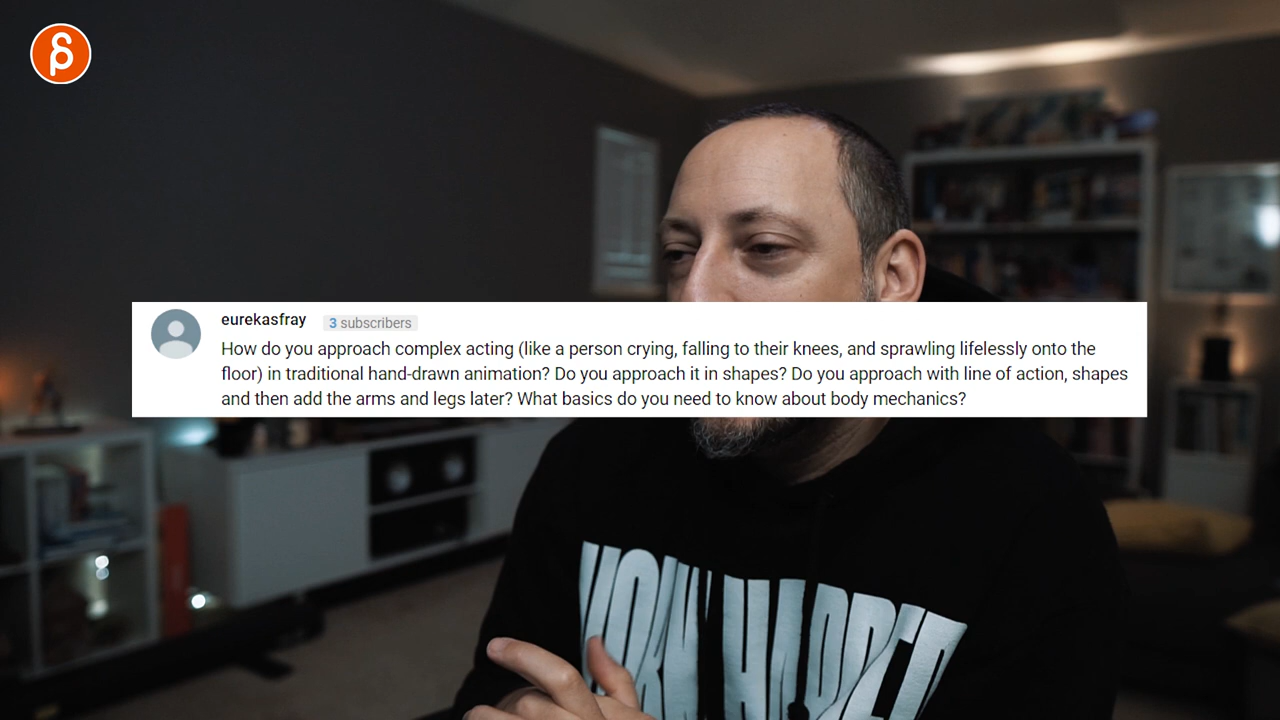 eurekasfray 3 subscribers
How do you approach complex acting (like a person crying, falling to their knees, and sprawling lifelessly onto the
floor) in traditional hand-drawn animation? Do you approach it in shapes? Do you approach with line of action, shapes
and then add the arms and legs later? What basics do you need to know about body mechanics?
WORK HARDER